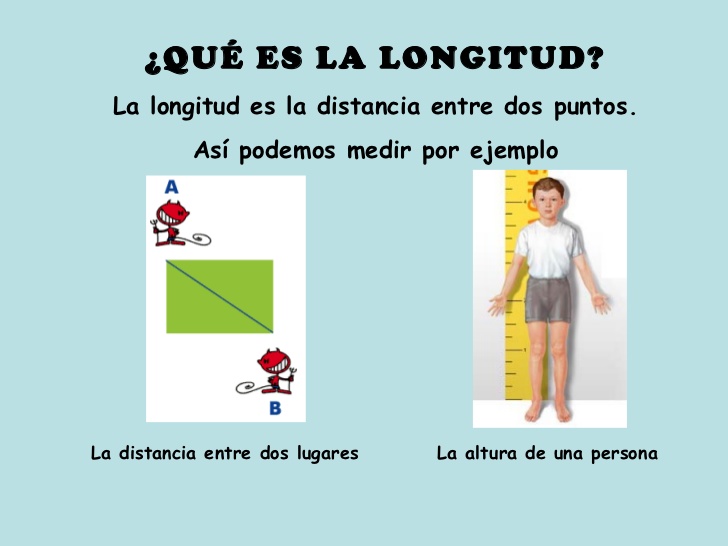 ¿QUÉ ES LA LONGITUD?
La longitud es la distancia entre dos puntos.
Así podemos medir por ejemplo
A
B
La distancia entre dos lugares
La altura de una persona